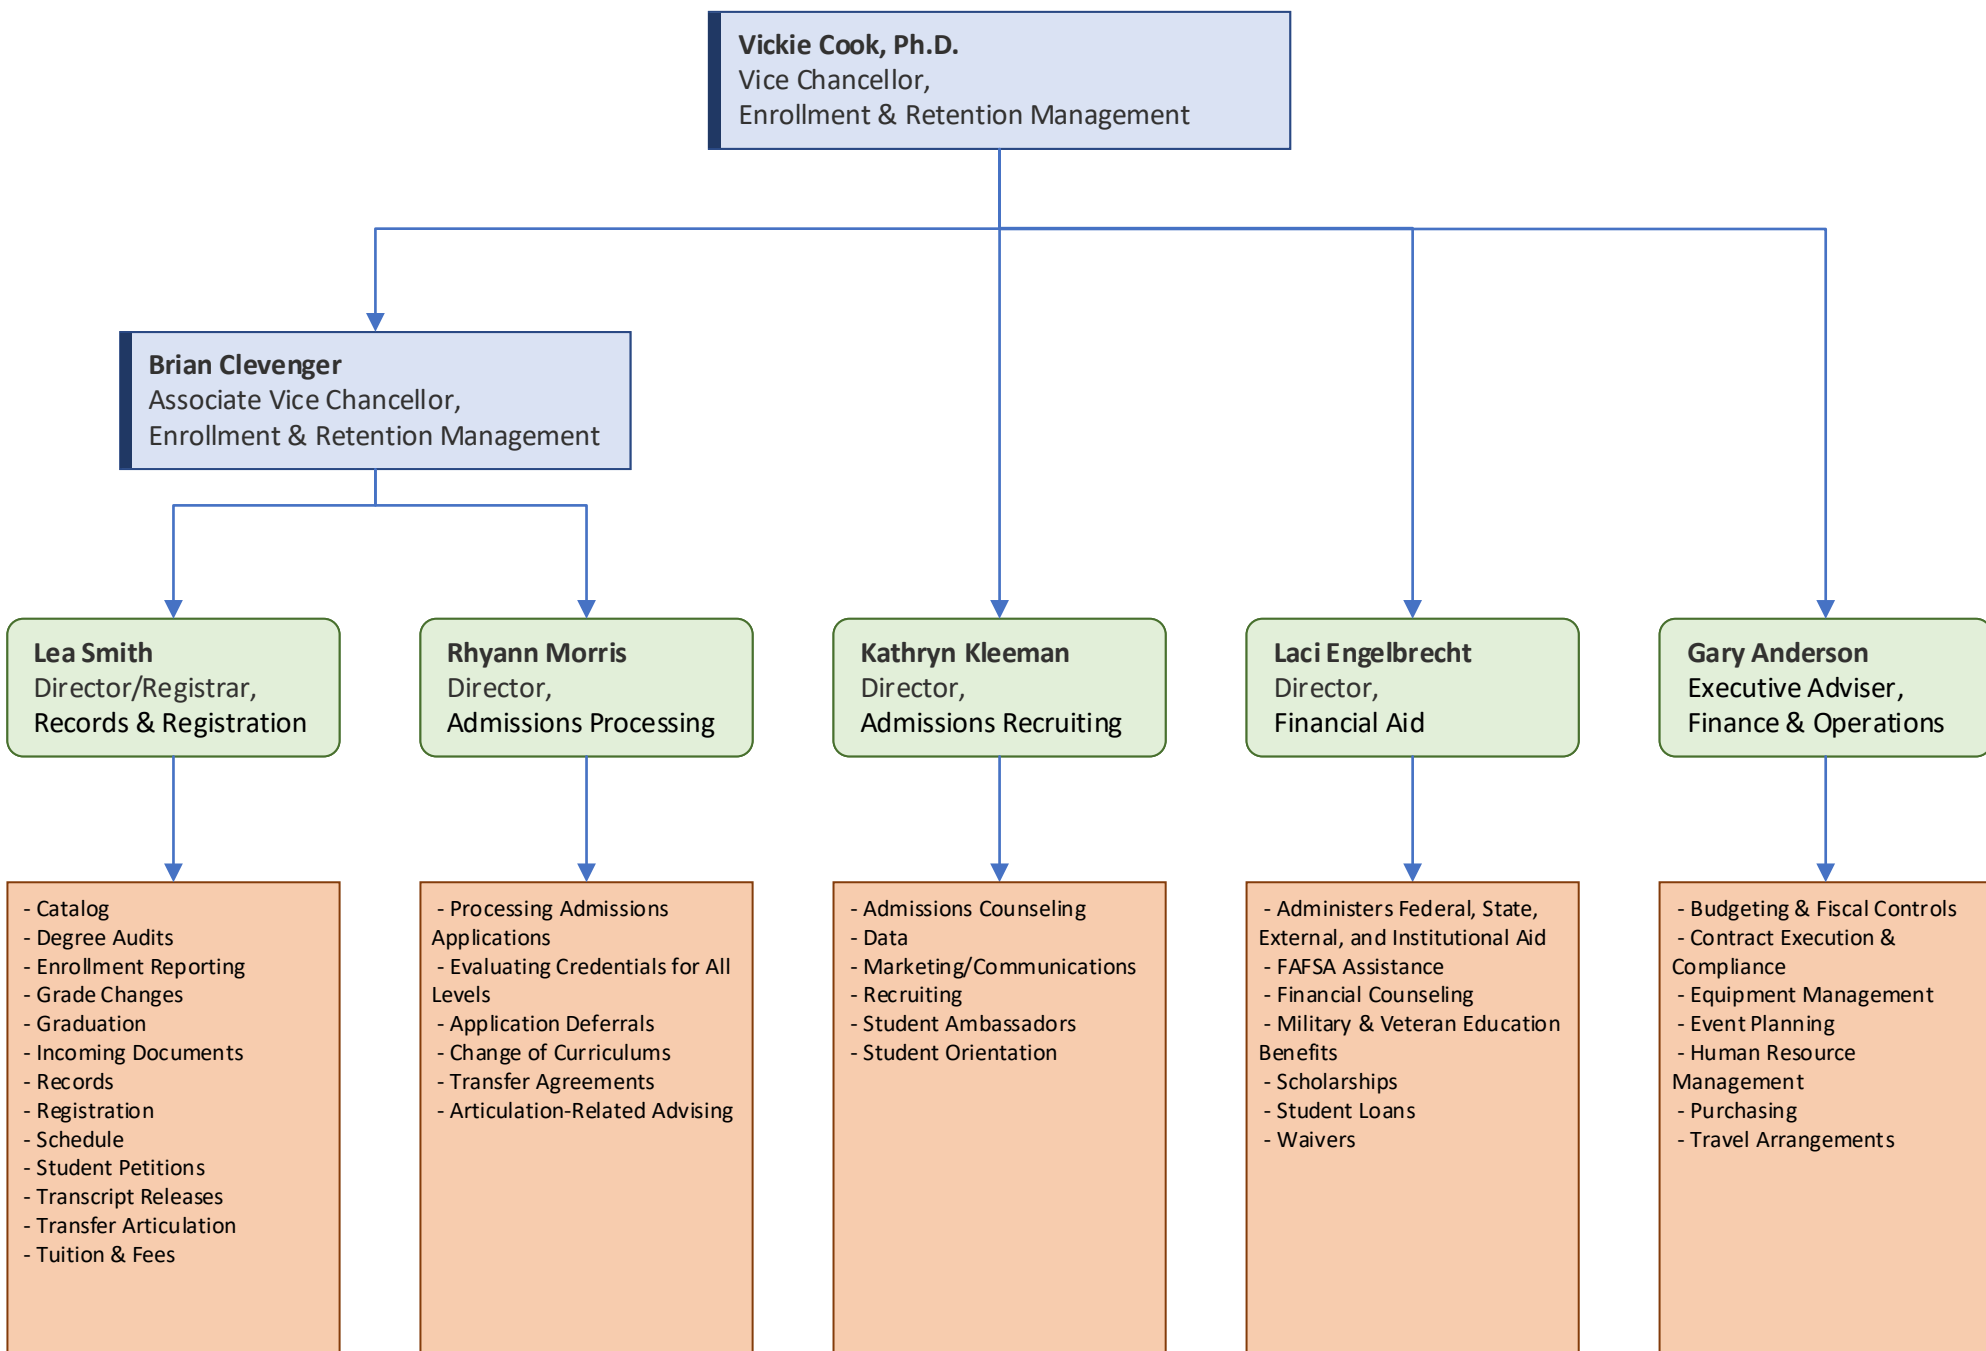 Vickie Cook, Ph.D.
Vice Chancellor,
Enrollment & Retention Management
Brian Clevenger
Associate Vice Chancellor,
Enrollment & Retention Management
Lea Smith
Director/Registrar,
Records & Registration
Rhyann Morris
Director,
Admissions Processing
Kathryn Kleeman
Director,
Admissions Recruiting
Laci Engelbrecht
Director,
Financial Aid
Gary Anderson
Executive Adviser,
Finance & Operations
- Catalog
- Degree Audits
- Enrollment Reporting
- Grade Changes
- Graduation
- Incoming Documents
- Records
- Registration
- Schedule
- Student Petitions
- Transcript Releases
- Transfer Articulation
- Tuition & Fees
- Processing Admissions
Applications
- Evaluating Credentials for All
Levels
- Application Deferrals
- Change of Curriculums
- Transfer Agreements
- Articulation-Related Advising
- Admissions Counseling
- Data
- Marketing/Communications
- Recruiting
- Student Ambassadors
- Student Orientation
- Administers Federal, State,
External, and Institutional Aid
- FAFSA Assistance
- Financial Counseling
- Military & Veteran Education
Benefits
- Scholarships
- Student Loans
- Waivers
- Budgeting & Fiscal Controls
- Contract Execution &
Compliance
- Equipment Management
- Event Planning
- Human Resource
Management
- Purchasing
- Travel Arrangements